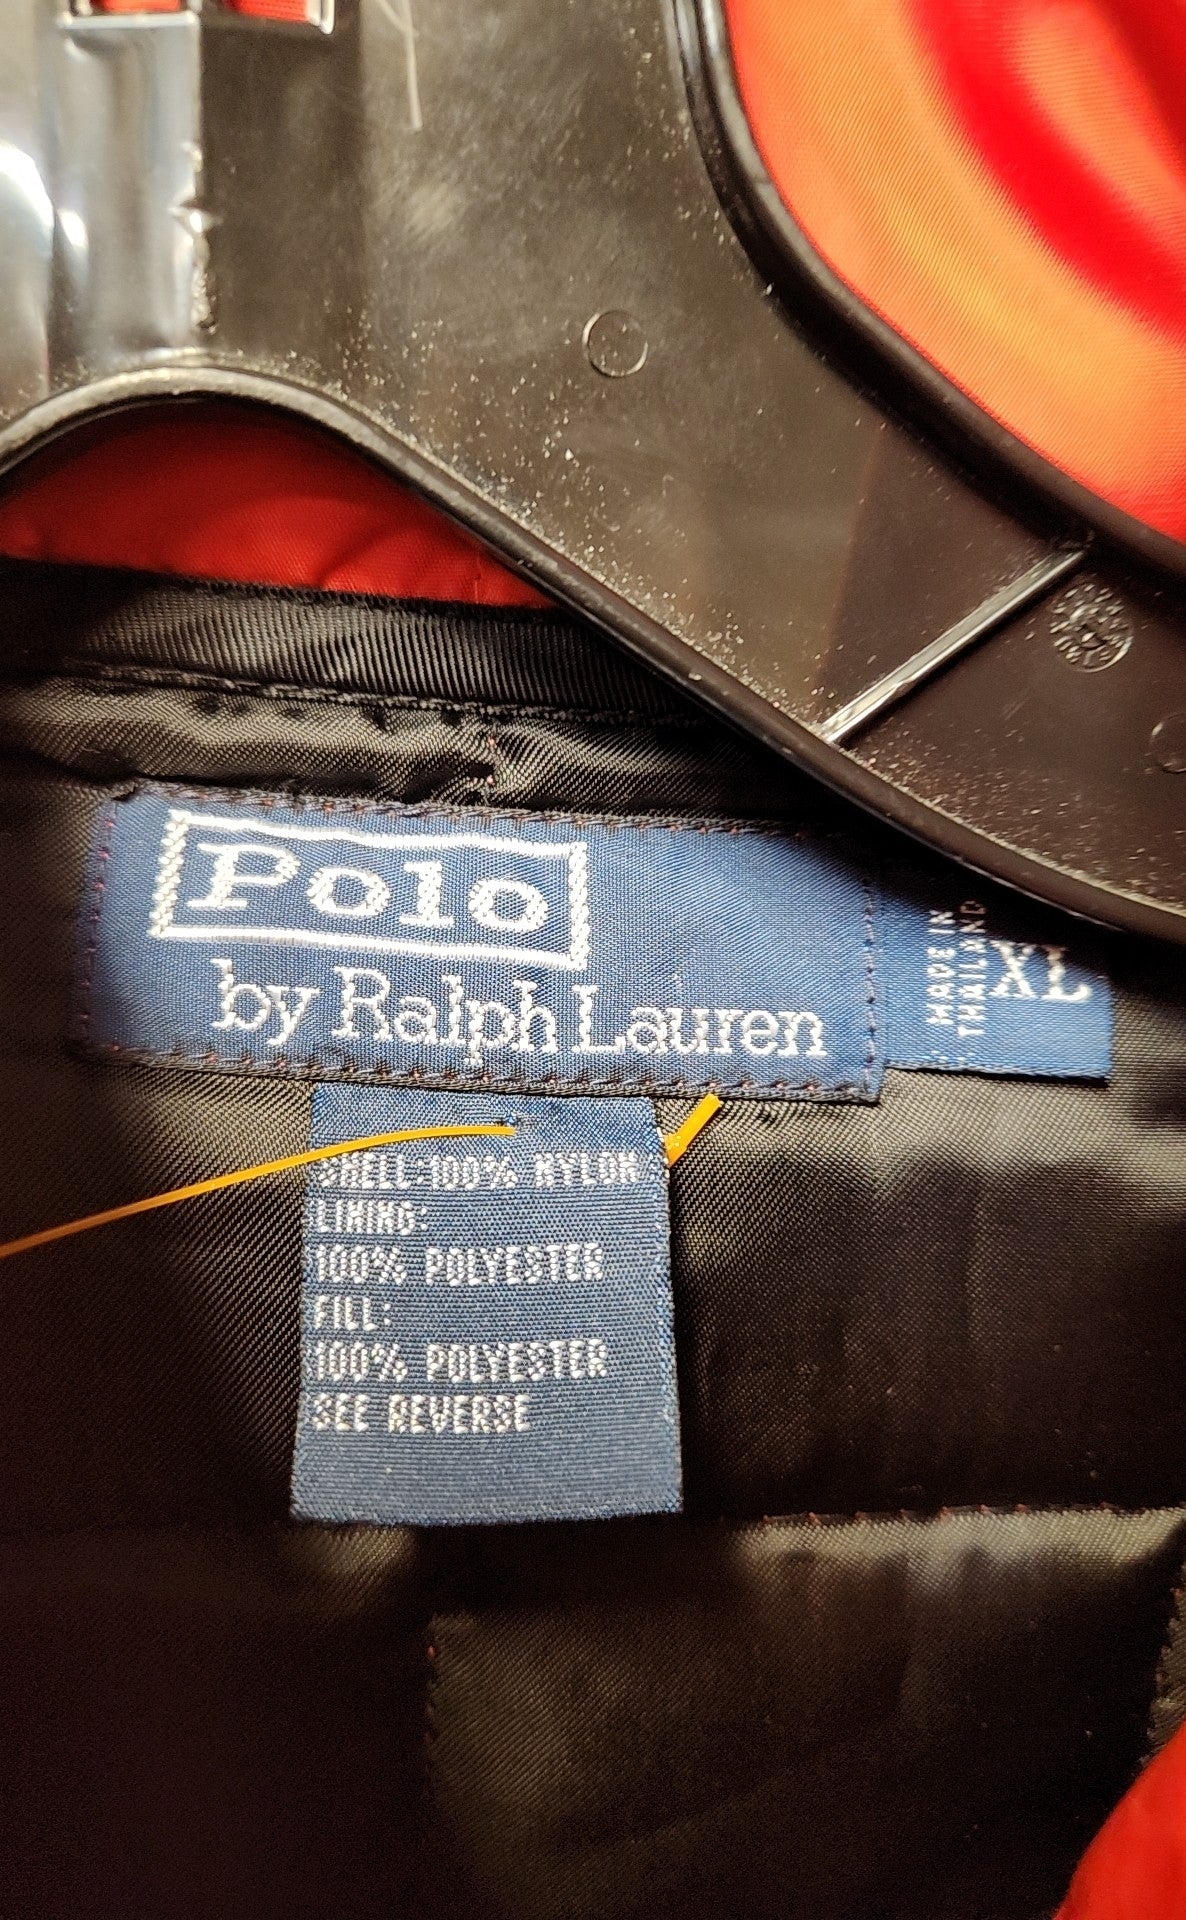 Polo
by Ralph Lauren
MADE IN
THAILAND
XL
SHELL:100% NYLON
LINING:
100% POLYESTER
FILL:
100% POLYESTER
SEE REVERSE